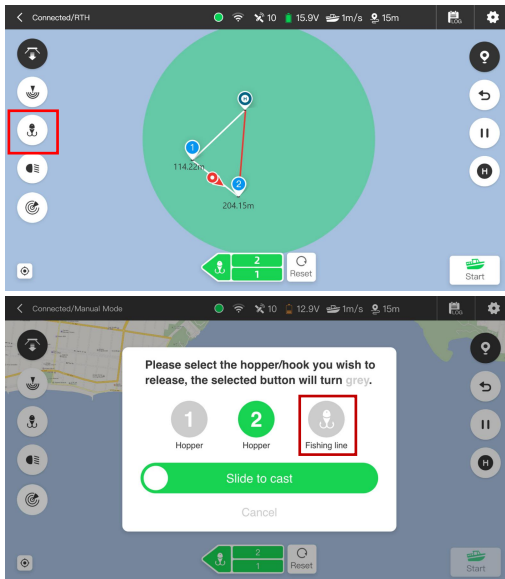 Connected/RTH
10 15.9V 1m/s 15m
LOG
H
1
114.22m
2
204.15m
H
2
1
Reset
Start
Connected/Manual Mode
10 12.9V 1m/s 15m
LOG
Please select the hopper/hook you wish to
release, the selected button will turn grey.
1 2
Hopper Hopper Fishing line
H
Slide to cast
Cancel
2
1
Reset
Start